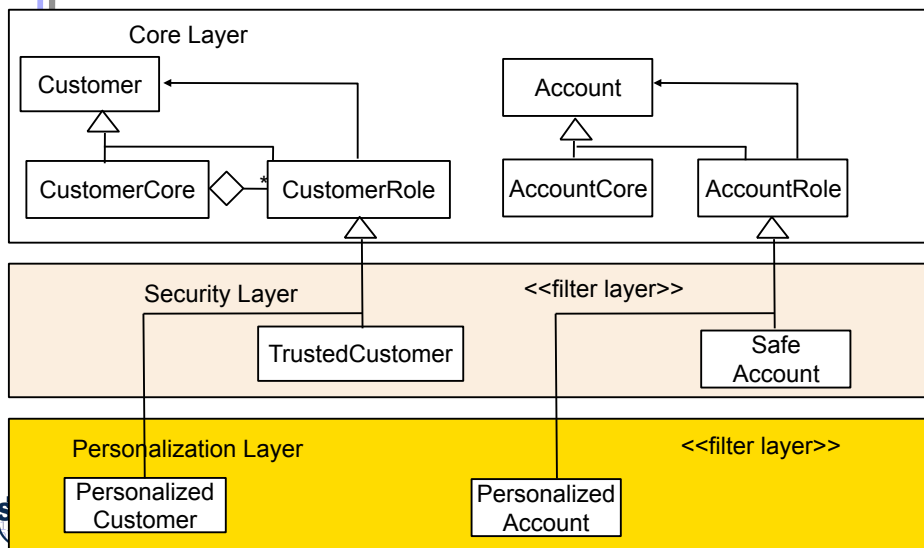 Core Layer
Customer
Account
CustomerCore
*
CustomerRole
AccountCore
AccountRole
Security Layer
<<filter layer>>
TrustedCustomer
Safe
Account
Personalization Layer
<<filter layer>>
Personalized
Customer
Personalized
Account